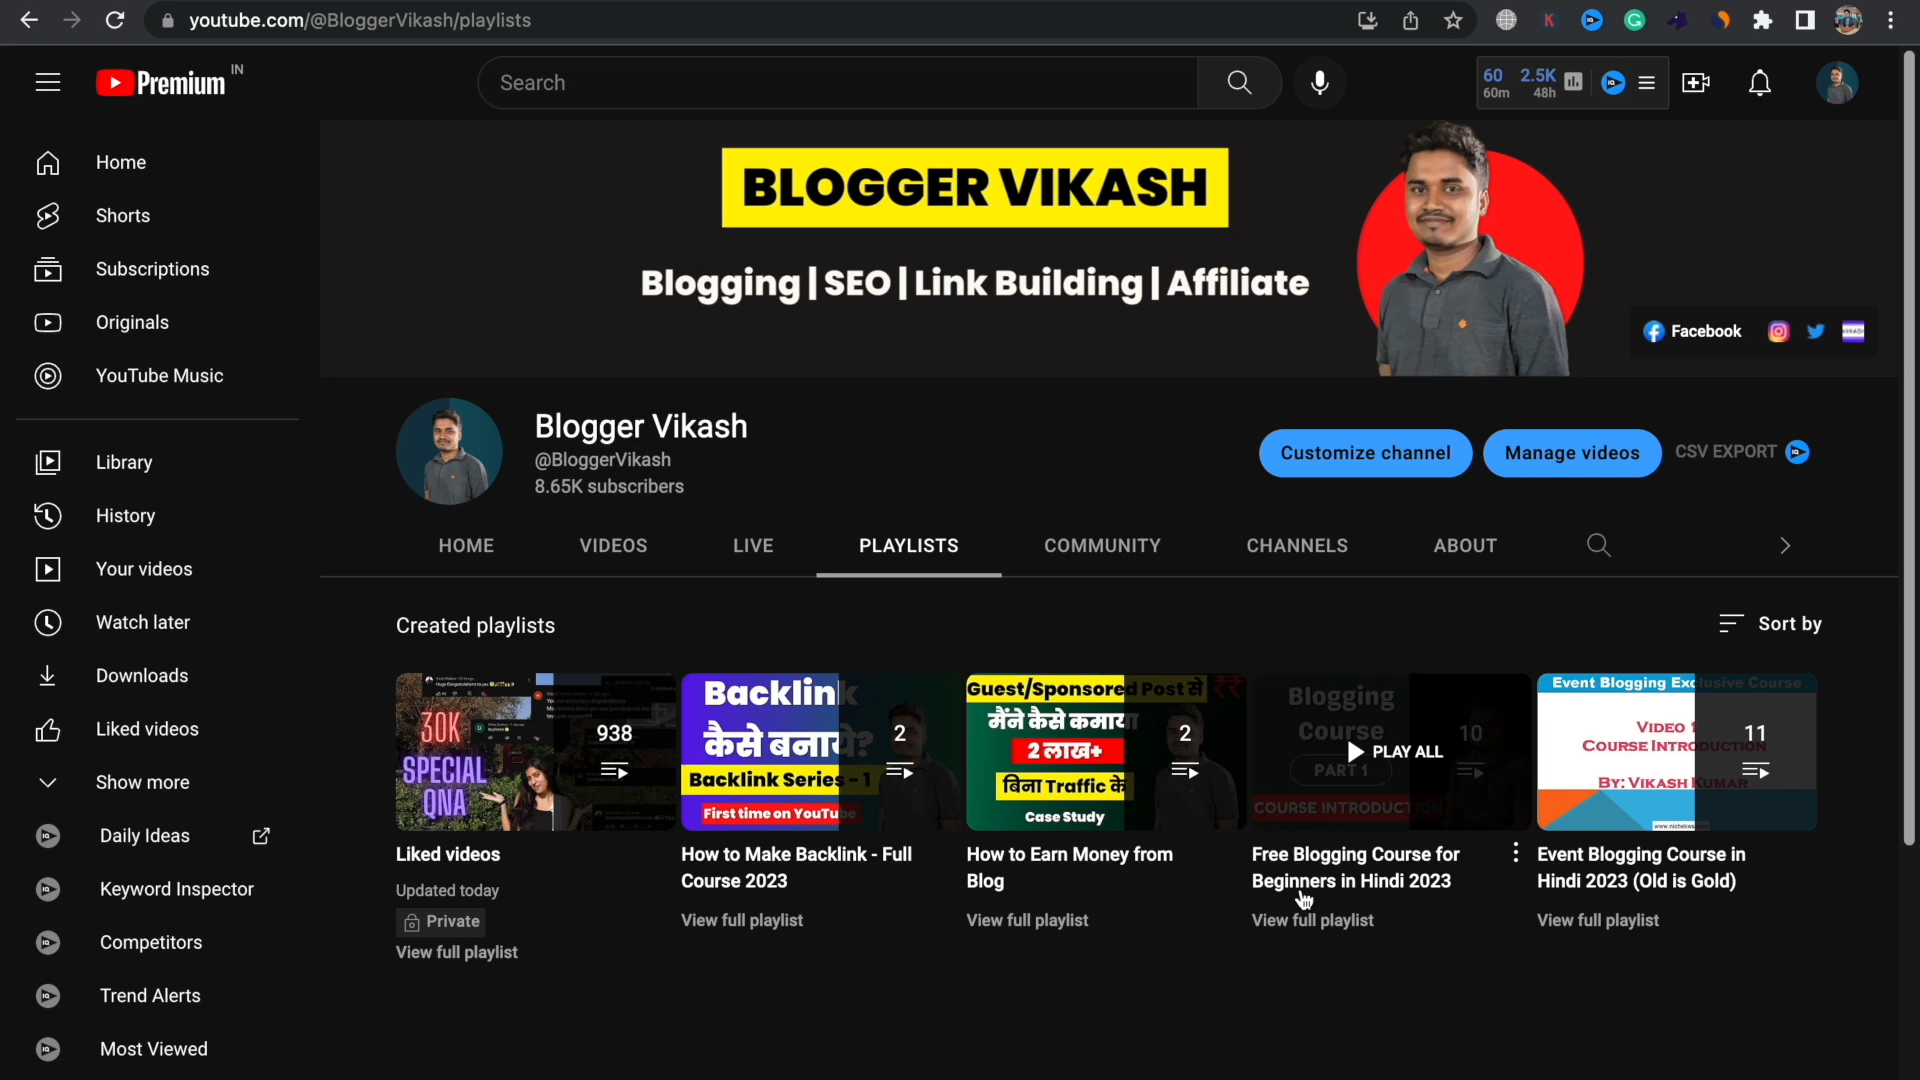 youtube.com/@BloggerVikash/playlists
Premium IN
Search
60 2.5K
60m 48h
Home
Shorts
Subscriptions
Originals
YouTube Music
Library
History
Your videos
Watch later
Downloads
Liked videos
Show more
Daily Ideas
Keyword Inspector
Competitors
Trend Alerts
Most Viewed
BLOGGER VIKASH
Blogging | SEO | Link Building | Affiliate
Facebook
Blogger Vikash
@BloggerVikash
8.65K subscribers
Customize channel
Manage videos
CSV EXPORT
HOME VIDEOS LIVE PLAYLISTS COMMUNITY CHANNELS ABOUT
Created playlists
Sort by
30K
SPECIAL
QNA
938
Liked videos
Updated today
Private
View full playlist
Backlink
कैसे बनाये?
Backlink Series - 1
First time on YouTube
2
How to Make Backlink - Full
Course 2023
View full playlist
Guest/Sponsored Post से
मैंने कैसे कमाया
2 लाख+
बिना Traffic के
Case Study
2
How to Earn Money from
Blog
View full playlist
Blogging
Course
PART 1
COURSE INTRODUCTION
10
PLAY ALL
Free Blogging Course for
Beginners in Hindi 2023
View full playlist
Event Blogging Exclusive Course
VIDEO 1
COURSE INTRODUCTION
BY: VIKASH KUMAR
11
Event Blogging Course in
Hindi 2023 (Old is Gold)
View full playlist